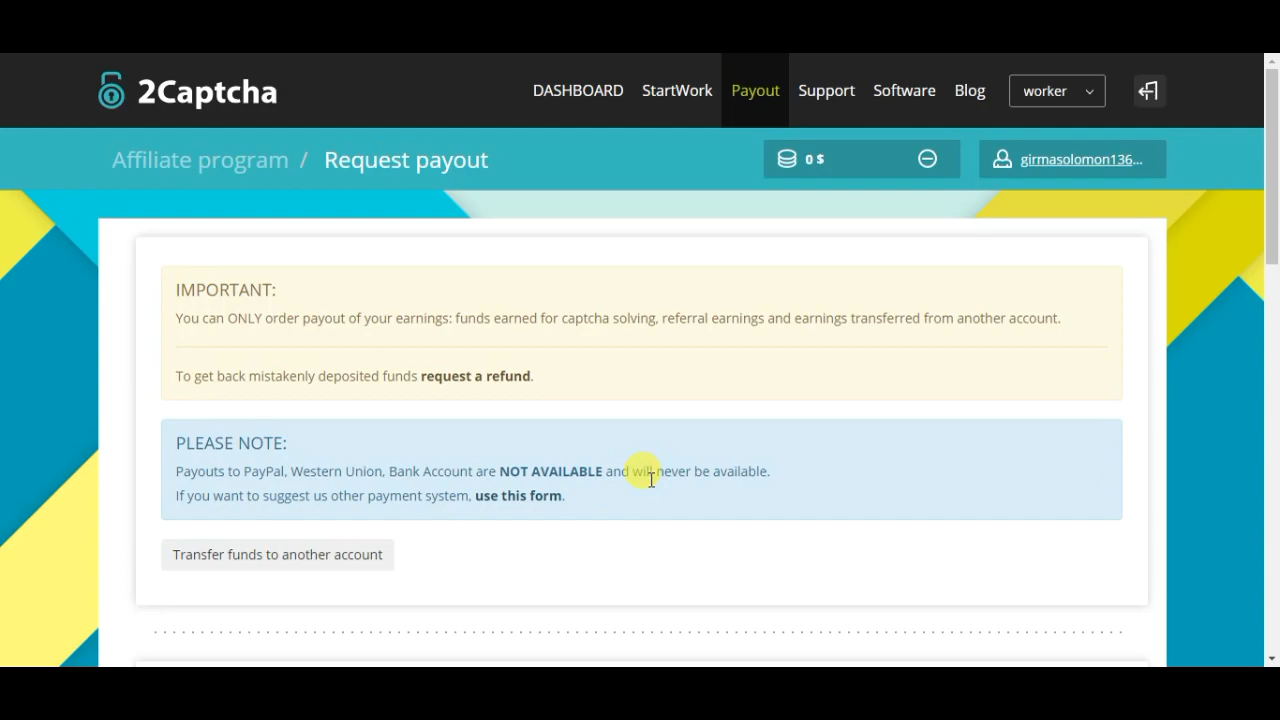 2Captcha
DASHBOARD StartWork Payout Support Software Blog worker
Affiliate program / Request payout 0 $ girmasolomon136...
IMPORTANT:
You can ONLY order payout of your earnings: funds earned for captcha solving, referral earnings and earnings transferred from another account.
To get back mistakenly deposited funds request a refund.
PLEASE NOTE:
Payouts to PayPal, Western Union, Bank Account are NOT AVAILABLE and will never be available.
If you want to suggest us other payment system, use this form.
Transfer funds to another account